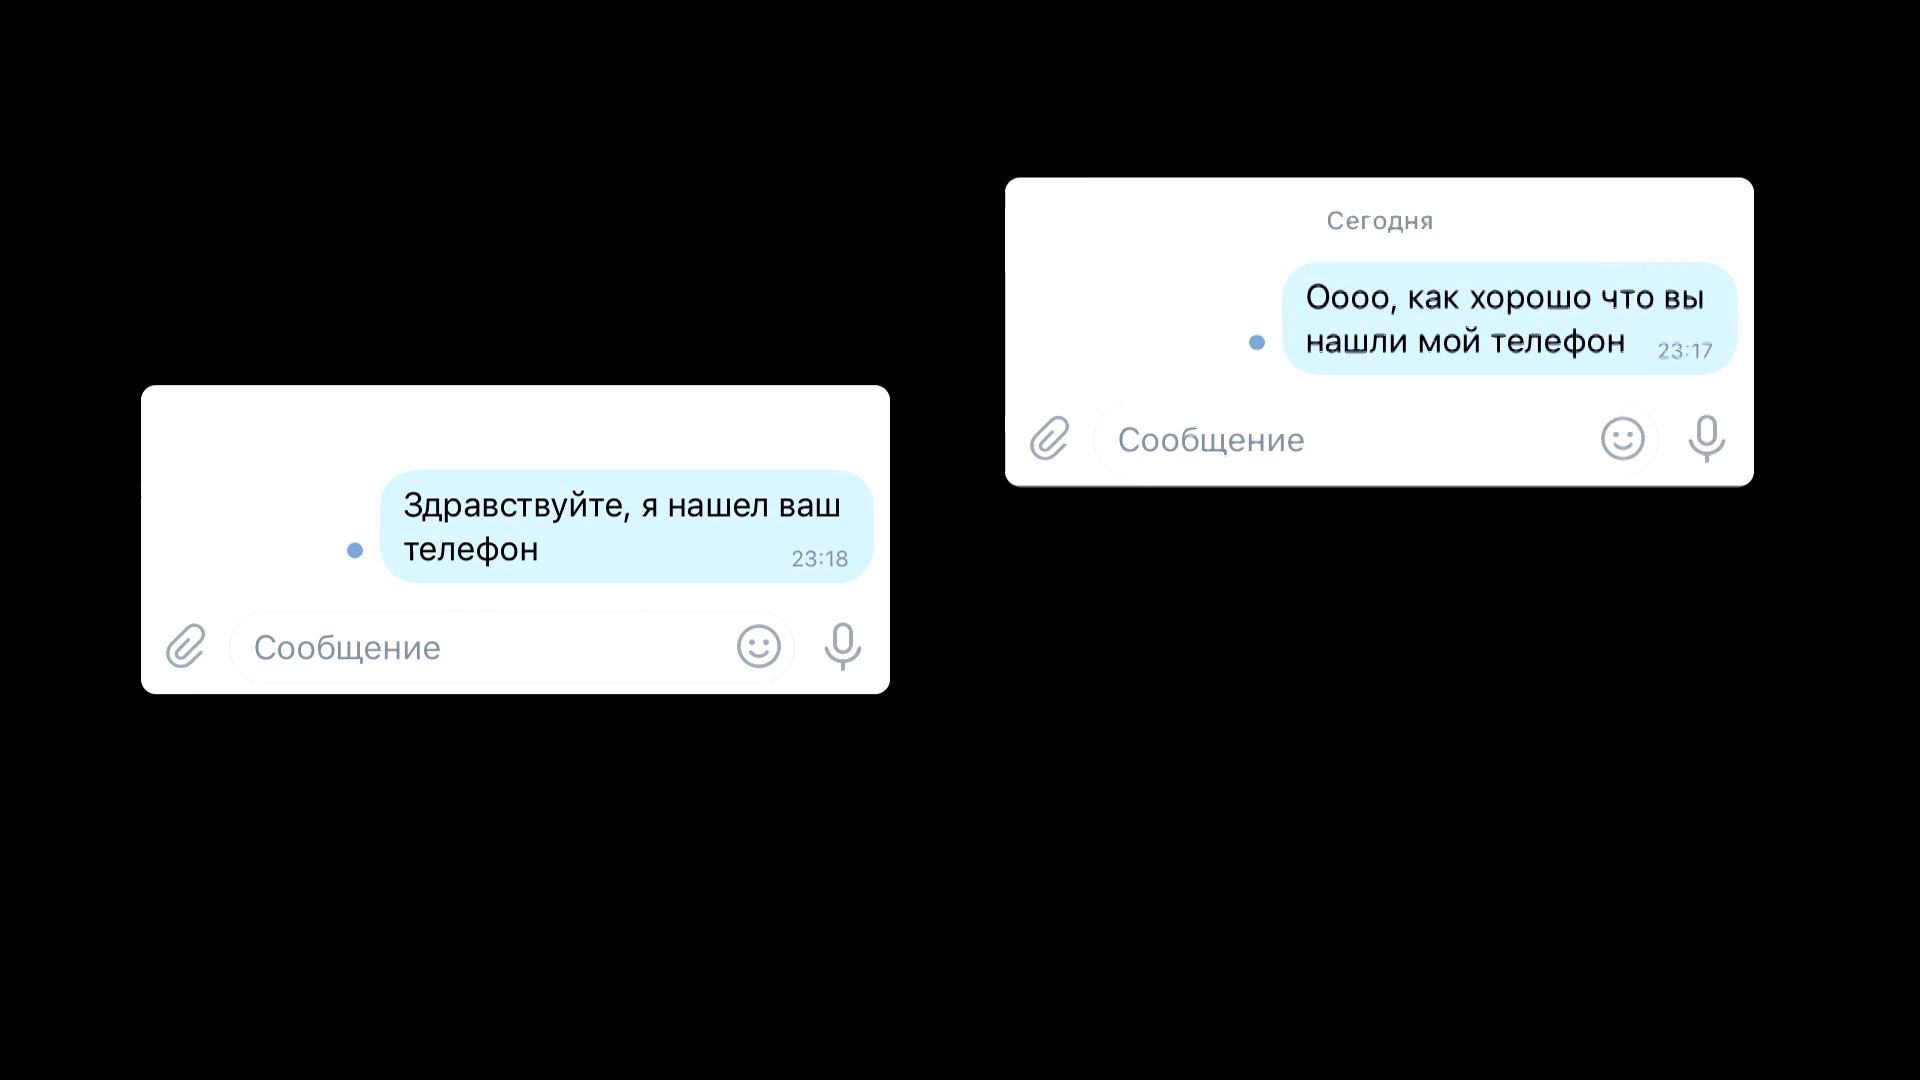 Здравствуйте, я нашел ваш
телефон
23:18
Сообщение
Сегодня
Оооо, как хорошо что вы
нашли мой телефон
23:17
Сообщение